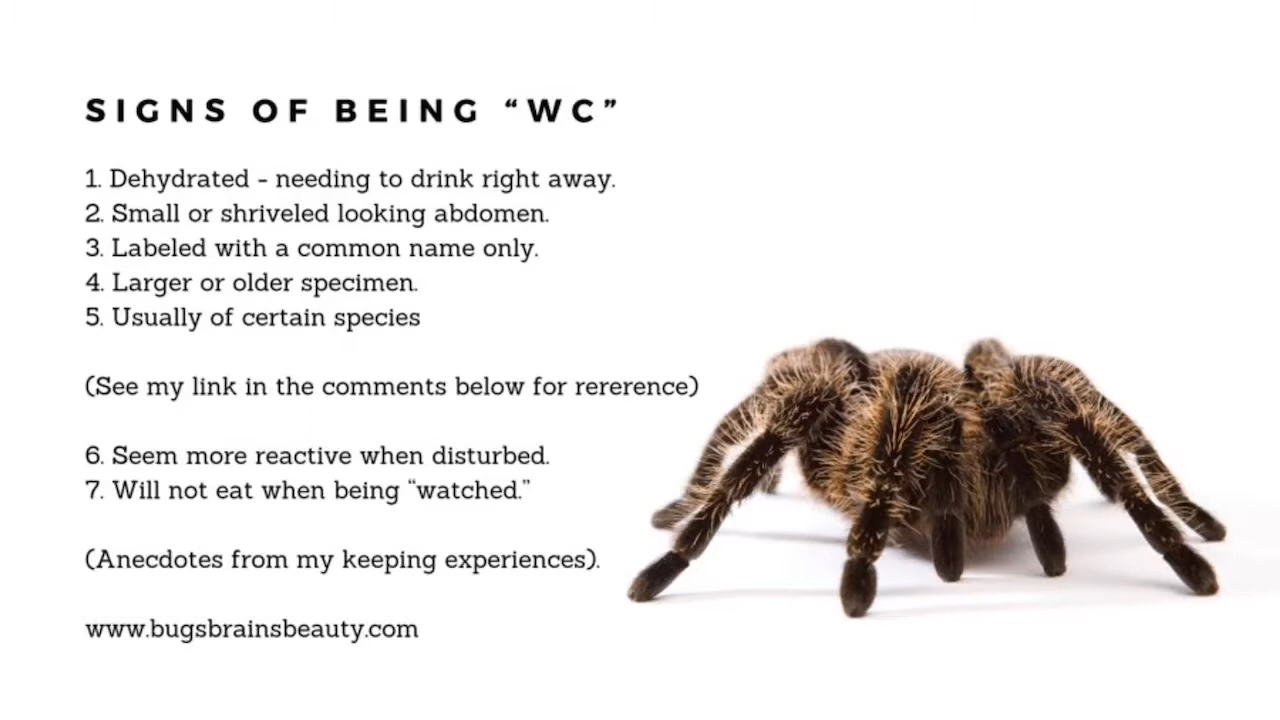 SIGNS OF BEING “WC”
1. Dehydrated - needing to drink right away.
2. Small or shriveled looking abdomen.
3. Labeled with a common name only.
4. Larger or older specimen.
5. Usually of certain species
(See my link in the comments below for rererence)
6. Seem more reactive when disturbed.
7. Will not eat when being “watched.”
(Anecdotes from my keeping experiences).
www.bugsbrainsbeauty.com